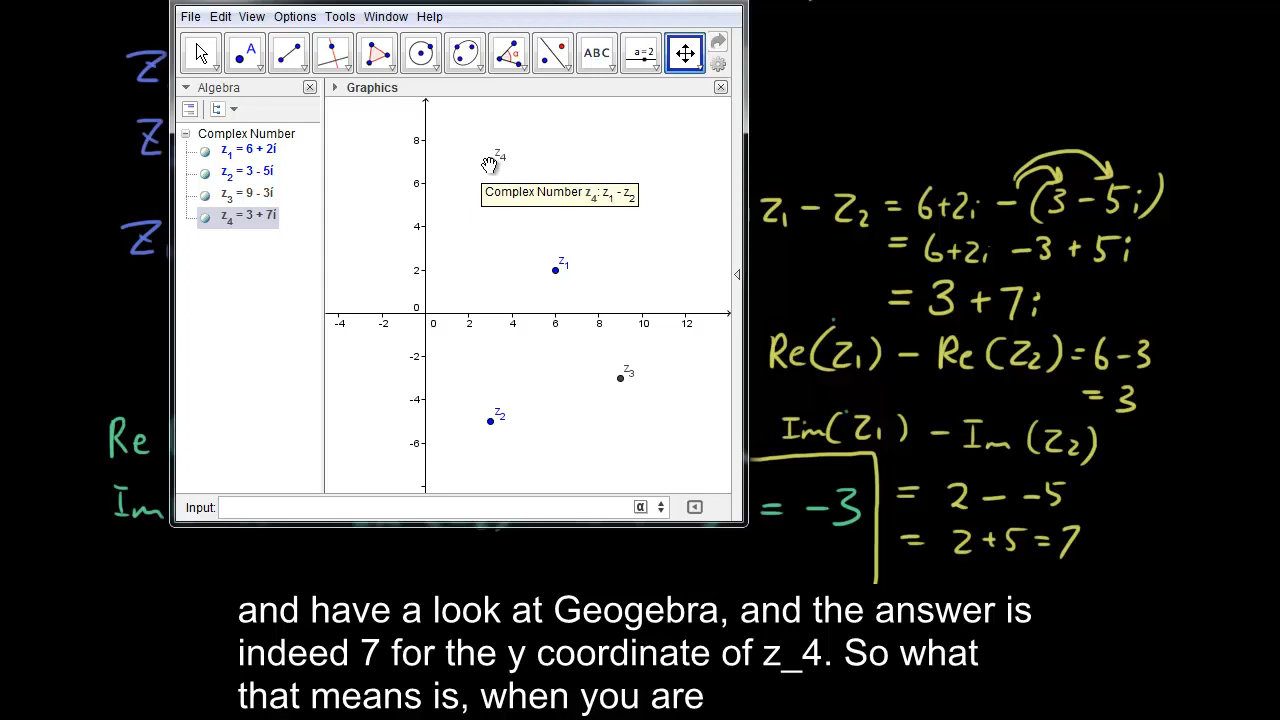 File Edit View Options Tools Window Help
A
ABC
a = 2
Algebra
Graphics
Complex Number
z1 = 6 + 2í
z2 = 3 - 5í
z3 = 9 - 3í
z4 = 3 + 7í
8
6
4
2
0
-2
-4
-6
-4 -2 0 2 4 6 8 10 12
z4
Complex Number z4: z1 - z2
z1
z3
z2
Input:
α
Z
Z
Z
Re
Im
= -3
z1 - z2 = 6+2i - (3 - 5i)
= 6+2i - 3 + 5i
= 3 + 7i
Re(z1) - Re(z2) = 6-3
= 3
Im(z1) - Im(z2)
= 2 - -5
= 2+5=7
and have a look at Geogebra, and the answer is
indeed 7 for the y coordinate of z_4. So what
that means is, when you are